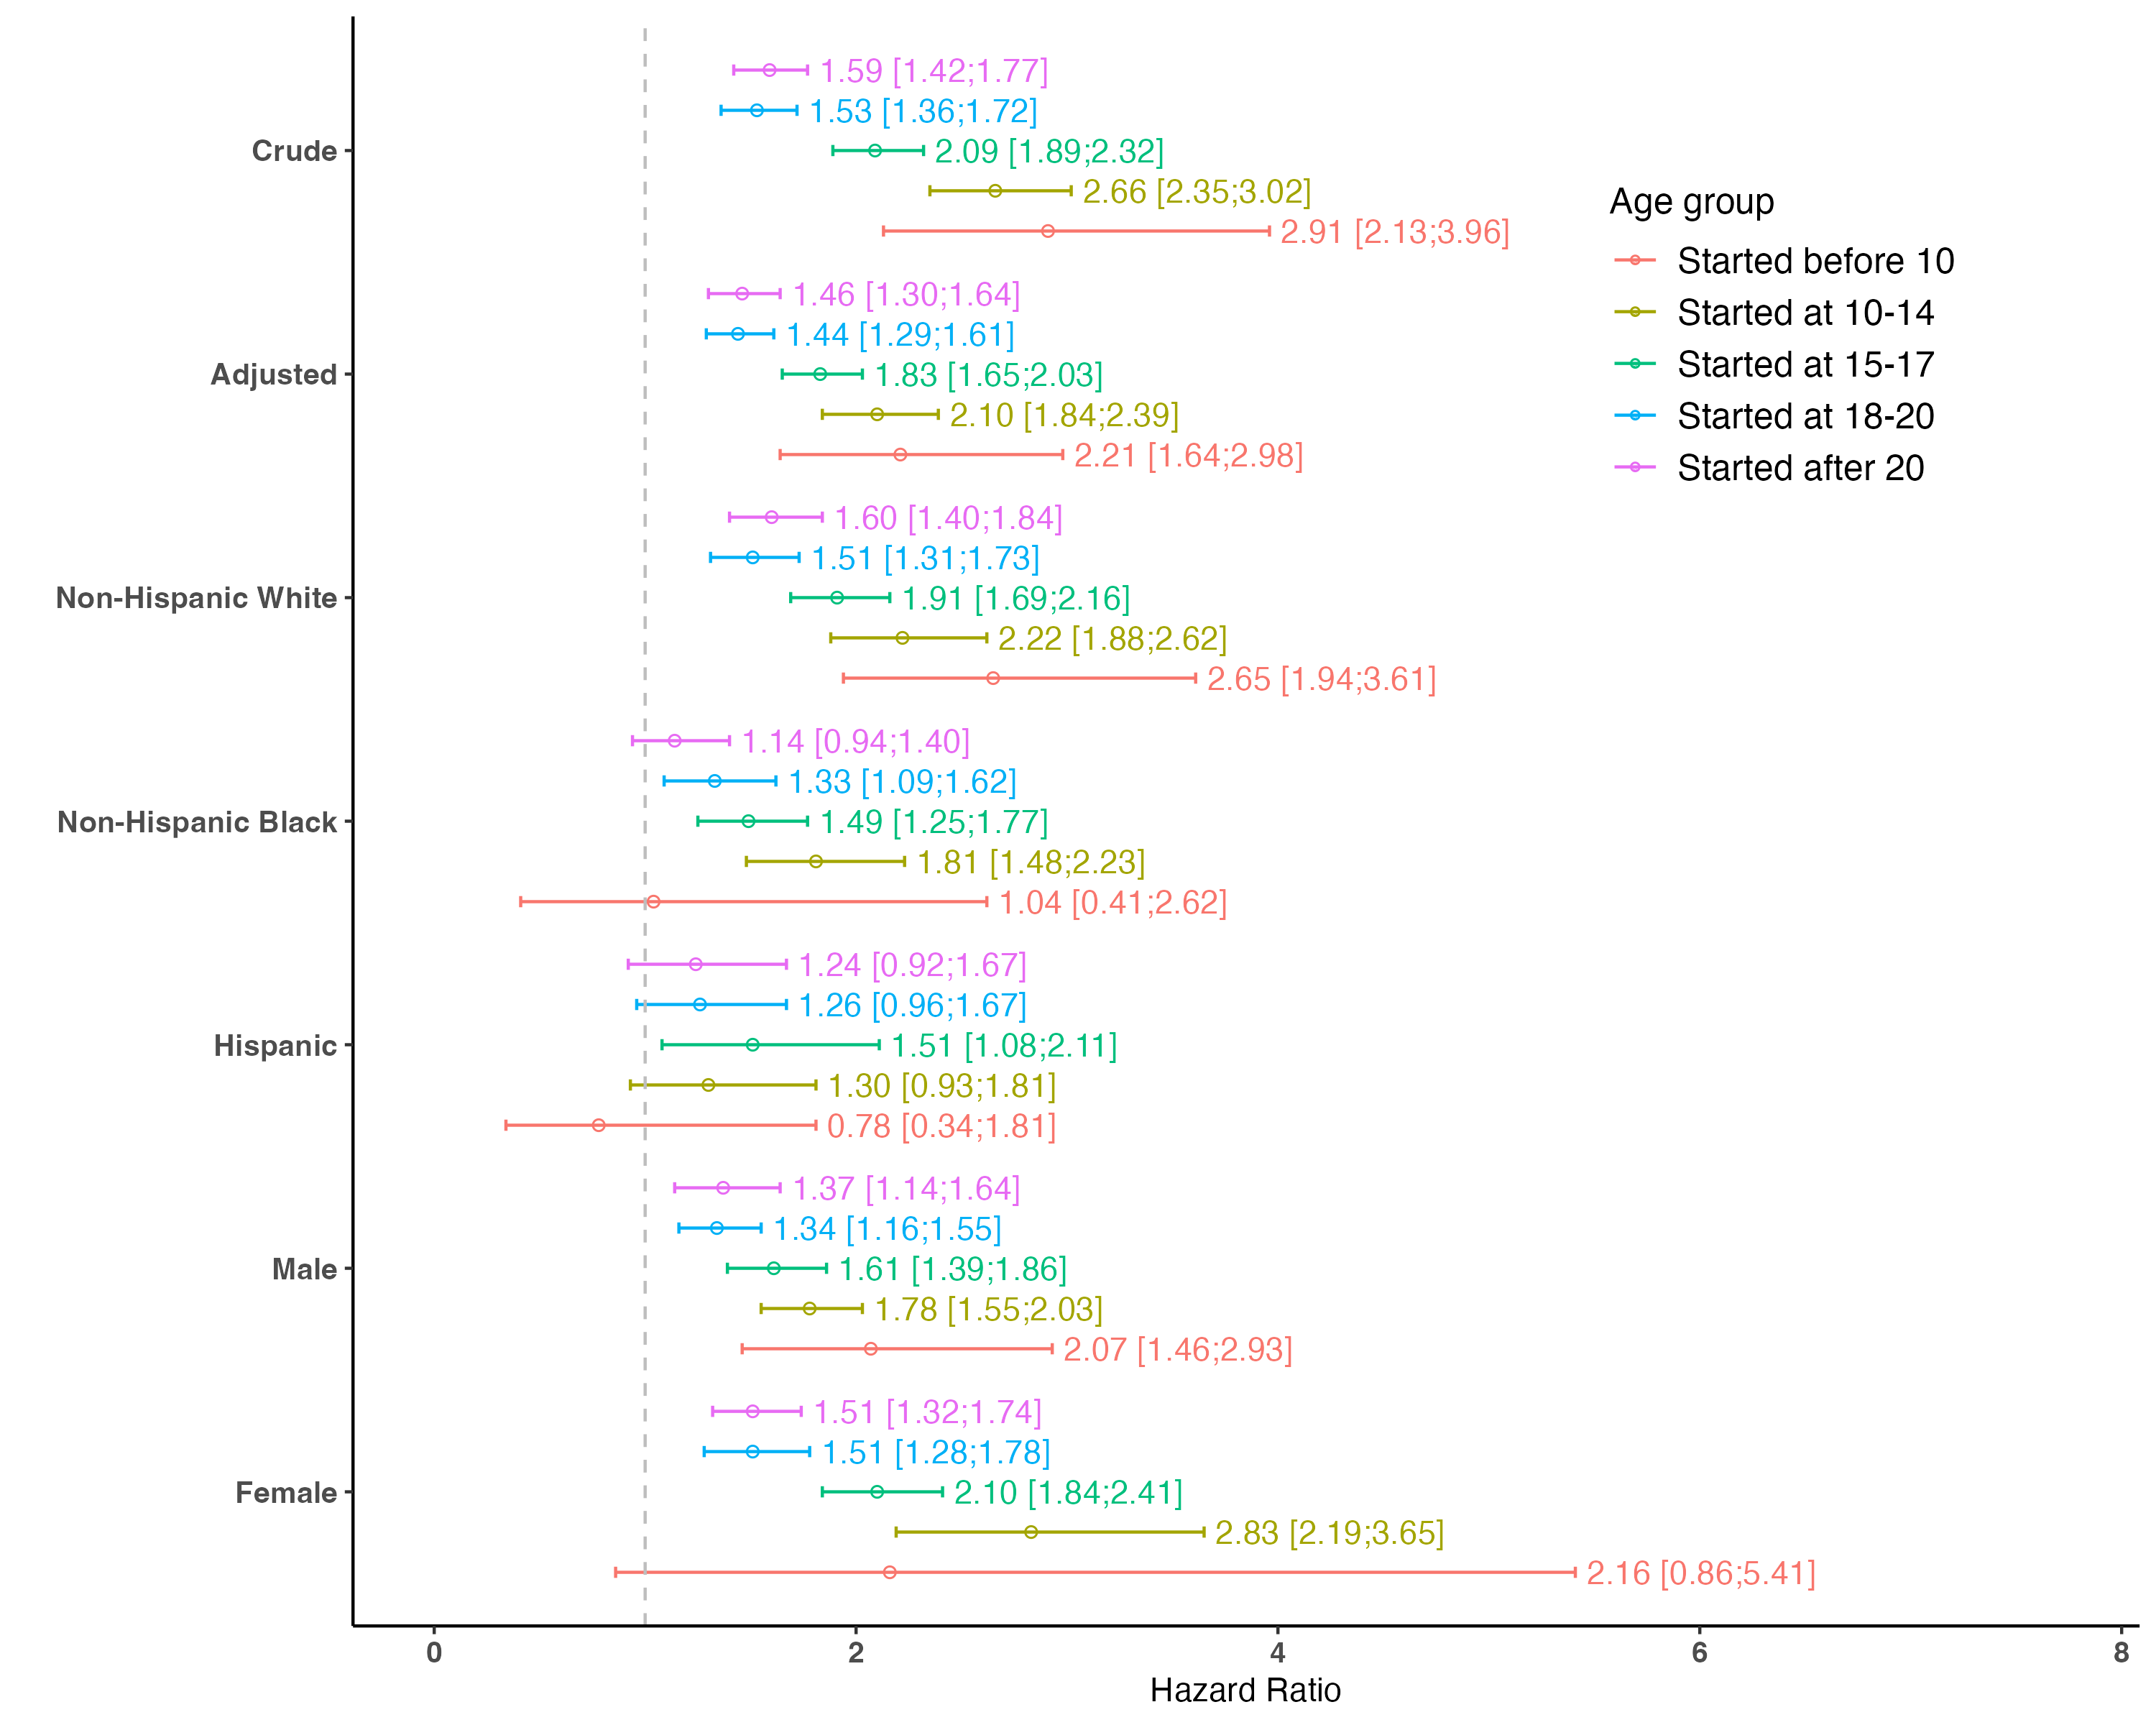 1.59 [1.42;1.77]
1.53 [1.36;1.72]
Crude
2.09 [1.89;2.32]
2.66 [2.35;3.02]
2.91 [2.13;3.96]
1.46 [1.30;1.64]
1.44 [1.29;1.61]
Adjusted
1.83 [1.65;2.03]
2.10 [1.84;2.39]
2.21 [1.64;2.98]
1.60 [1.40;1.84]
1.51 [1.31;1.73]
Non-Hispanic White
1.91 [1.69;2.16]
2.22 [1.88;2.62]
2.65 [1.94;3.61]
1.14 [0.94;1.40]
1.33 [1.09;1.62]
Non-Hispanic Black
1.49 [1.25;1.77]
1.81 [1.48;2.23]
1.04 [0.41;2.62]
1.24 [0.92;1.67]
1.26 [0.96;1.67]
Hispanic
1.51 [1.08;2.11]
1.30 [0.93;1.81]
0.78 [0.34;1.81]
1.37 [1.14;1.64]
1.34 [1.16;1.55]
Male
1.61 [1.39;1.86]
1.78 [1.55;2.03]
2.07 [1.46;2.93]
1.51 [1.32;1.74]
1.51 [1.28;1.78]
Female
2.10 [1.84;2.41]
2.83 [2.19;3.65]
2.16 [0.86;5.41]
0 2 4 6 8
Hazard Ratio
Age group
Started before 10
Started at 10-14
Started at 15-17
Started at 18-20
Started after 20